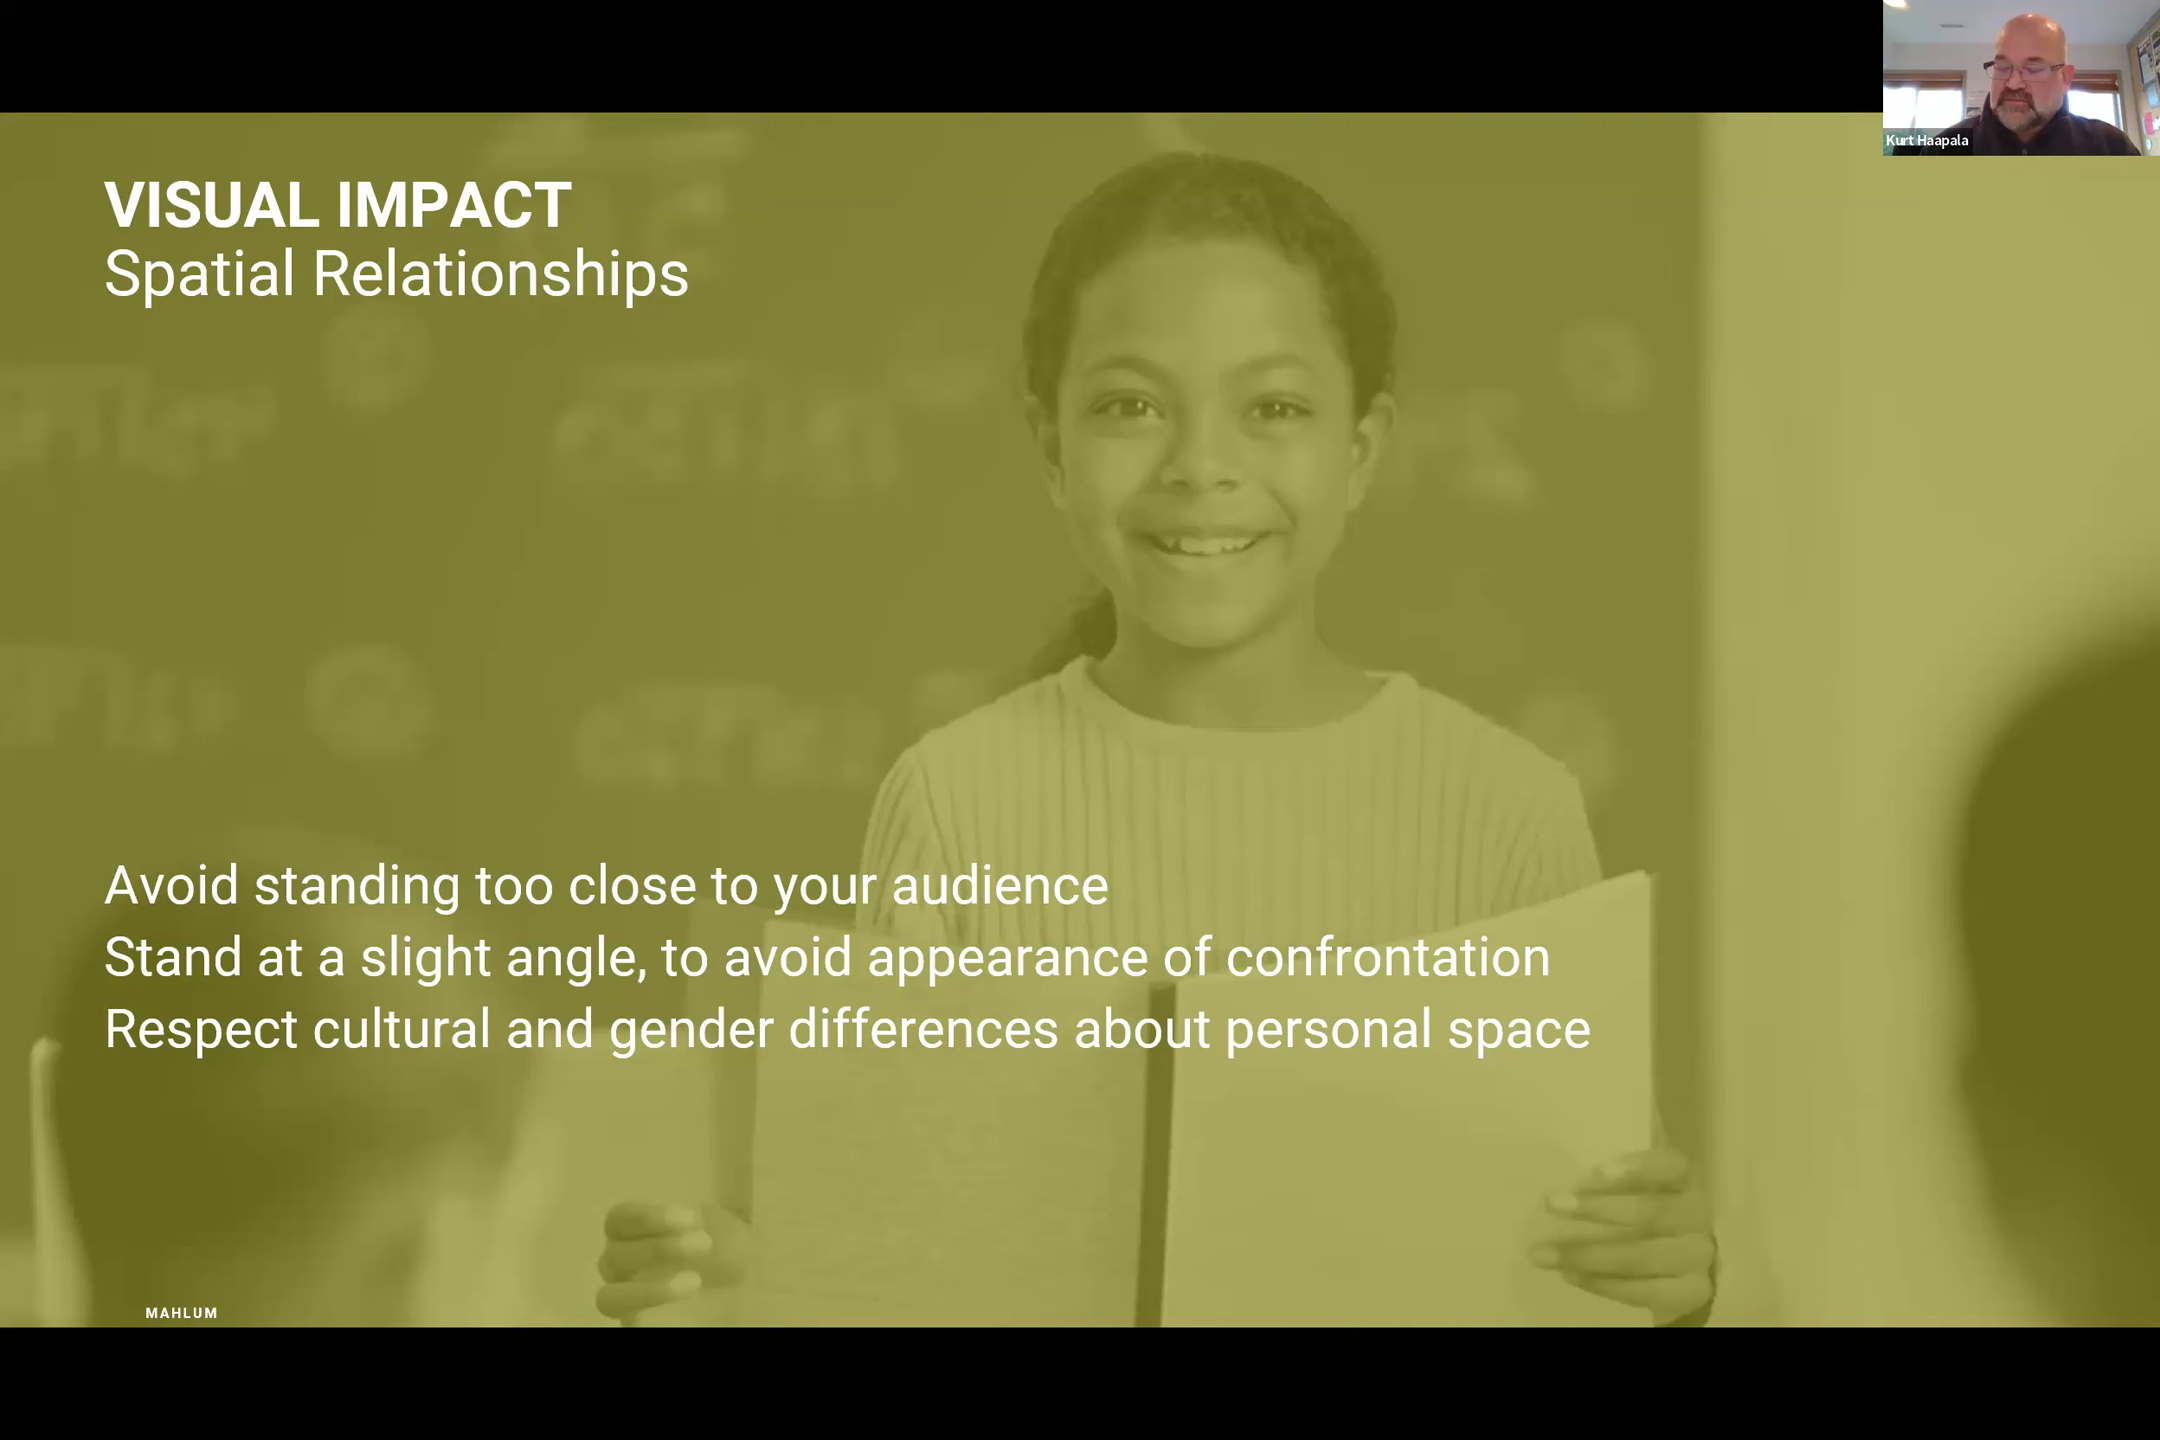 Kurt Haapala
VISUAL IMPACT
Spatial Relationships
Avoid standing too close to your audience
Stand at a slight angle, to avoid appearance of confrontation
Respect cultural and gender differences about personal space
MAHLUM